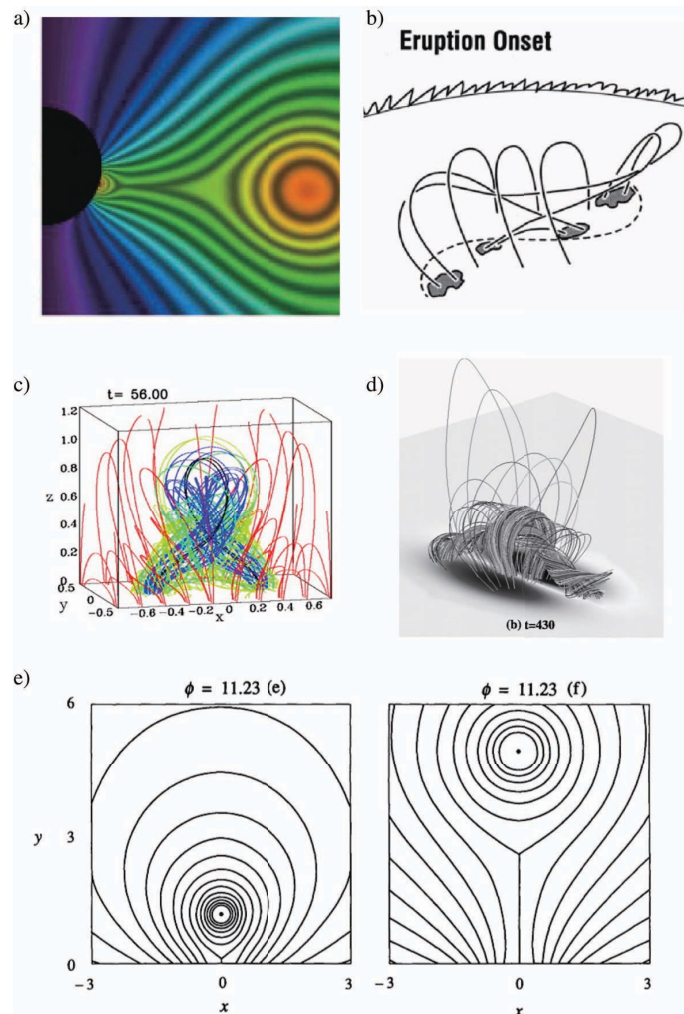 a)
b)
Eruption Onset
c)
t= 56.00
1.2
1.0
0.8
z 0.6
0.4
0.2
0
0.5
y 0
-0.5
-0.6 -0.4 -0.2 0 0.2 0.4 0.6
x
d)
(b) t=430
e)
ϕ = 11.23 (e)
ϕ = 11.23 (f)
6
y 3
0
-3 0 3
x
-3 0 3
x